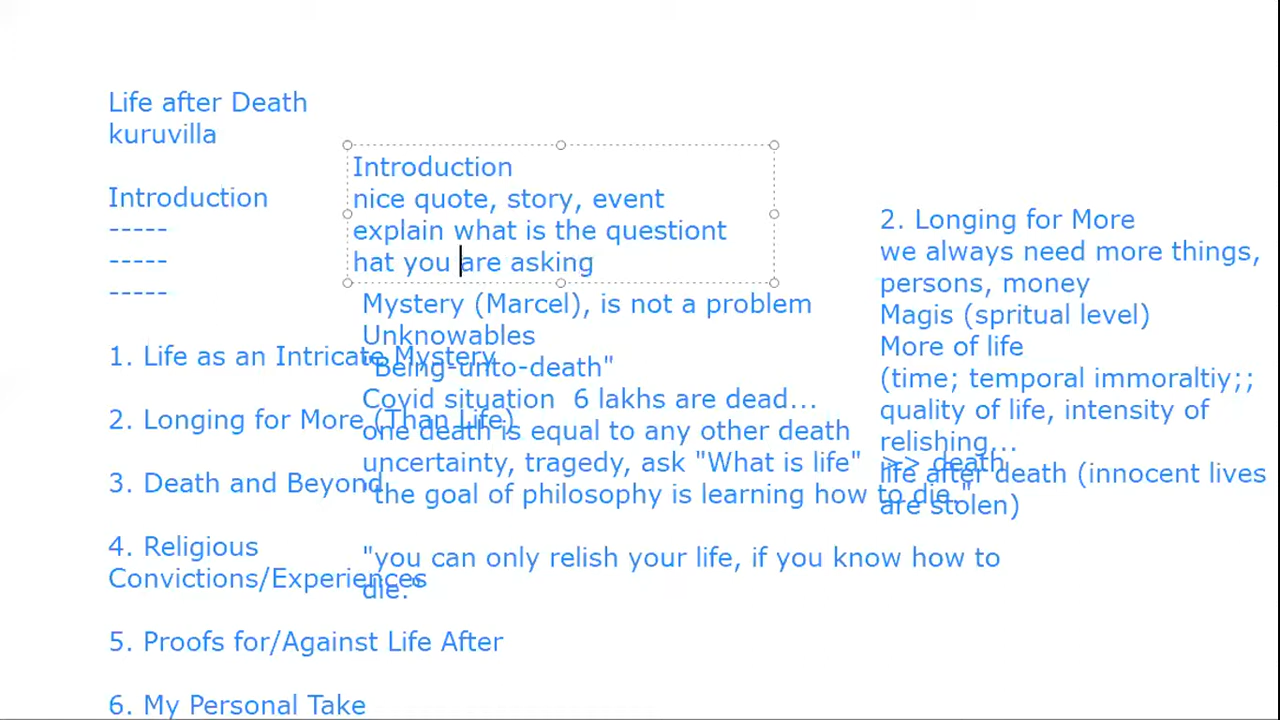 Life after Death
kuruvilla
Introduction
-----
-----
-----
1. Life as an Intricate Mystery
2. Longing for More (Than Life)
3. Death and Beyond
4. Religious
Convictions/Experiences
5. Proofs for/Against Life After
6. My Personal Take
Introduction
nice quote, story, event
explain what is the questiont
hat you are asking
Mystery (Marcel), is not a problem
Unknowables
"Being-unto-death"
Covid situation  6 lakhs are dead...
one death is equal to any other death
uncertainty, tragedy, ask "What is life"  >> death
"the goal of philosophy is learning how to die."
"you can only relish your life, if you know how to
die."
2. Longing for More
we always need more things,
persons, money
Magis (spritual level)
More of life
(time; temporal immoraltiy;;
quality of life, intensity of
relishing...
life after death (innocent lives
are stolen)